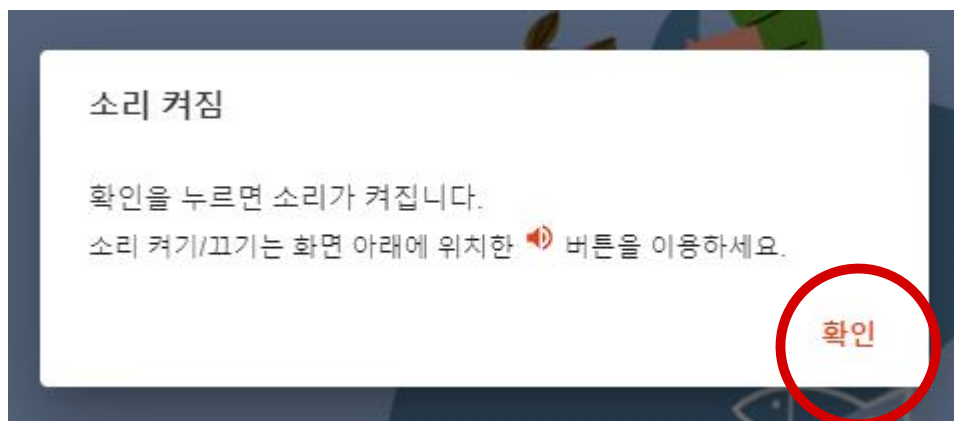 소리 켜짐
확인을 누르면 소리가 켜집니다.
소리 켜기/끄기는 화면 아래에 위치한 버튼을 이용하세요.
확인